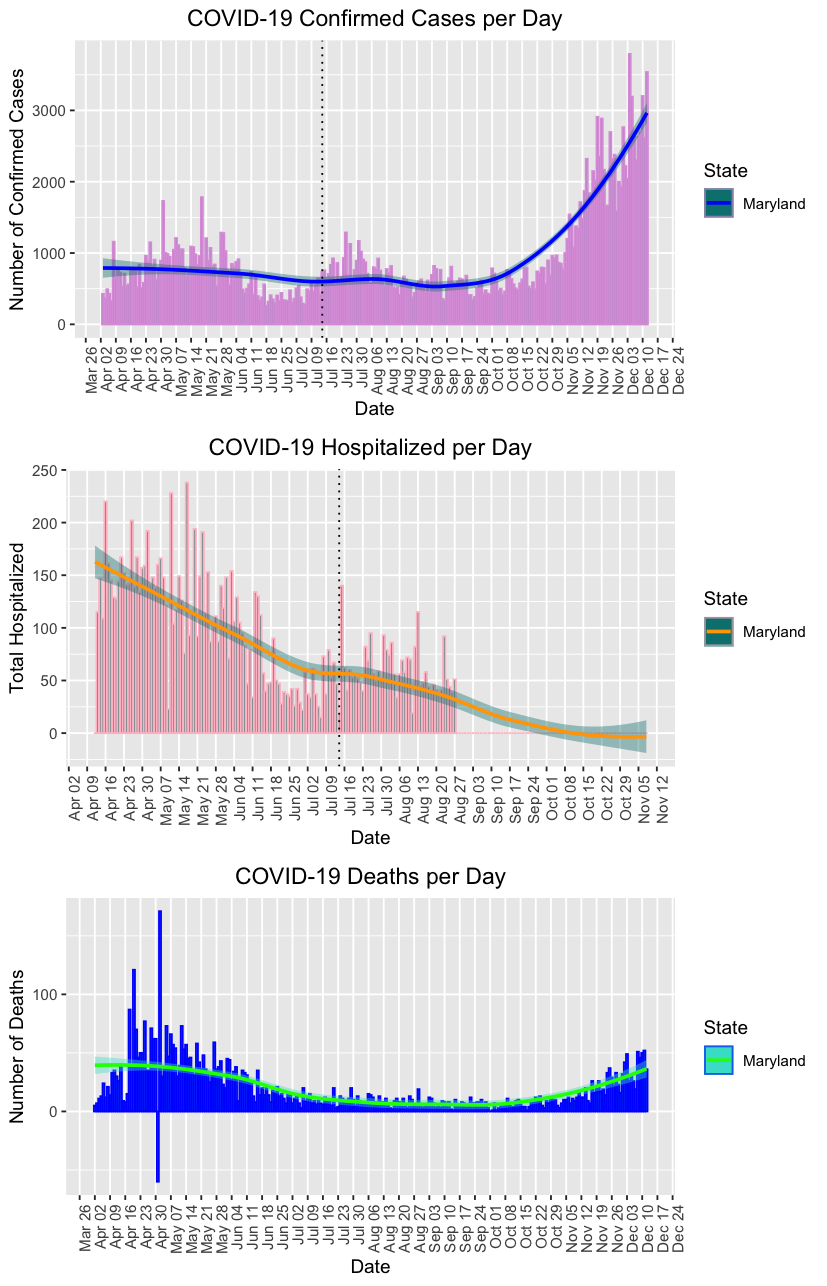 COVID-19 Confirmed Cases per Day
Number of Confirmed Cases
3000
2000
1000
0
Mar 26
Apr 02
Apr 09
Apr 16
Apr 23
Apr 30
May 07
May 14
May 21
May 28
Jun 04
Jun 11
Jun 18
Jun 25
Jul 02
Jul 09
Jul 16
Jul 23
Jul 30
Aug 06
Aug 13
Aug 20
Aug 27
Sep 03
Sep 10
Sep 17
Sep 24
Oct 01
Oct 08
Oct 15
Oct 22
Oct 29
Nov 05
Nov 12
Nov 19
Nov 26
Dec 03
Dec 10
Dec 17
Dec 24
Date
State
Maryland
COVID-19 Hospitalized per Day
Total Hospitalized
250
200
150
100
50
0
Apr 02
Apr 09
Apr 16
Apr 23
Apr 30
May 07
May 14
May 21
May 28
Jun 04
Jun 11
Jun 18
Jun 25
Jul 02
Jul 09
Jul 16
Jul 23
Jul 30
Aug 06
Aug 13
Aug 20
Aug 27
Sep 03
Sep 10
Sep 17
Sep 24
Oct 01
Oct 08
Oct 15
Oct 22
Oct 29
Nov 05
Nov 12
Date
State
Maryland
COVID-19 Deaths per Day
Number of Deaths
100
0
Mar 26
Apr 02
Apr 09
Apr 16
Apr 23
Apr 30
May 07
May 14
May 21
May 28
Jun 04
Jun 11
Jun 18
Jun 25
Jul 02
Jul 09
Jul 16
Jul 23
Jul 30
Aug 06
Aug 13
Aug 20
Aug 27
Sep 03
Sep 10
Sep 17
Sep 24
Oct 01
Oct 08
Oct 15
Oct 22
Oct 29
Nov 05
Nov 12
Nov 19
Nov 26
Dec 03
Dec 10
Dec 17
Dec 24
Date
State
Maryland